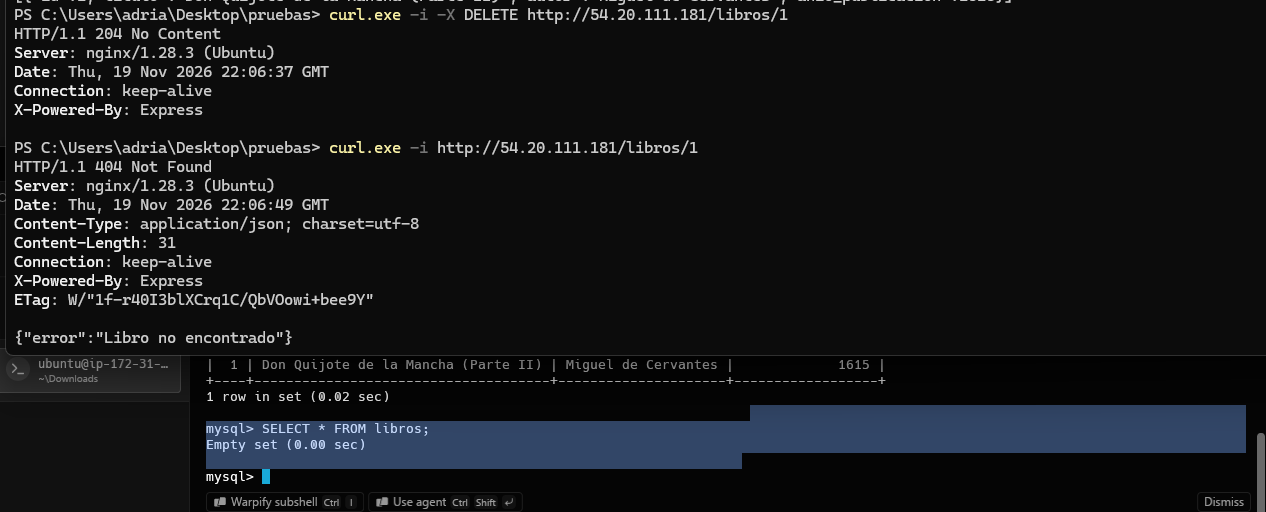 PS C:\Users\adria\Desktop\pruebas> curl.exe -i -X DELETE http://54.20.111.181/libros/1
HTTP/1.1 204 No Content
Server: nginx/1.28.3 (Ubuntu)
Date: Thu, 19 Nov 2026 22:06:37 GMT
Connection: keep-alive
X-Powered-By: Express
PS C:\Users\adria\Desktop\pruebas> curl.exe -i http://54.20.111.181/libros/1
HTTP/1.1 404 Not Found
Server: nginx/1.28.3 (Ubuntu)
Date: Thu, 19 Nov 2026 22:06:49 GMT
Content-Type: application/json; charset=utf-8
Content-Length: 31
Connection: keep-alive
X-Powered-By: Express
ETag: W/"1f-r40I3blXCrq1C/QbVOowi+bee9Y"
{"error":"Libro no encontrado"}
ubuntu@ip-172-31-...
~\Downloads
| 1 | Don Quijote de la Mancha (Parte II) | Miguel de Cervantes | 1615 |
+----+-------------------------------------+---------------------+------------------+
1 row in set (0.02 sec)
mysql> SELECT * FROM libros;
Empty set (0.00 sec)
mysql>
Warpify subshell Ctrl I Use agent Ctrl Shift ↵ Dismiss